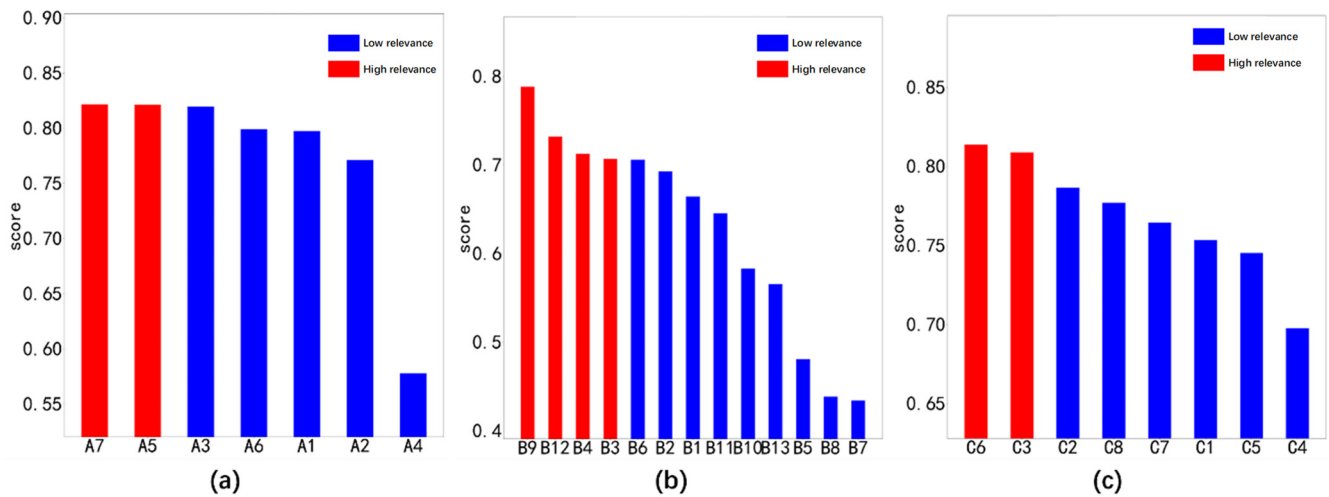 0.90
0.85
0.80
0.75
0.70
0.65
0.60
0.55
score
Low relevance
High relevance
A7 A5 A3 A6 A1 A2 A4
(a)
0.8
0.7
0.6
0.5
0.4
score
Low relevance
High relevance
B9 B12 B4 B3 B6 B2 B1 B11 B10 B13 B5 B8 B7
(b)
0.85
0.80
0.75
0.70
0.65
score
Low relevance
High relevance
C6 C3 C2 C8 C7 C1 C5 C4
(c)